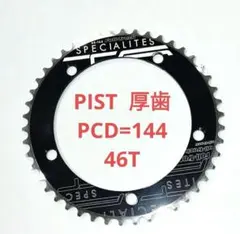 SPECIALITES
PIST 厚歯
PCD=144
46T